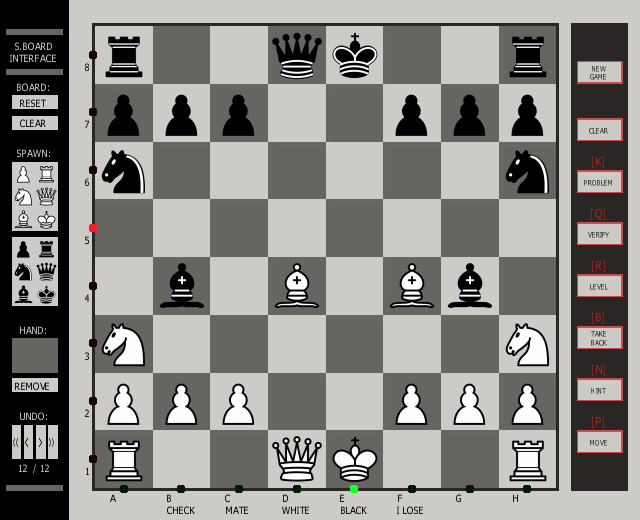 S.BOARD
INTERFACE
BOARD:
RESET
CLEAR
SPAWN:
HAND:
REMOVE
UNDO:
《 < > 》
12 / 12
8
7
6
5
4
3
2
1
A B C D E F G H
CHECK MATE WHITE BLACK I LOSE
NEW
GAME
CLEAR
[K]
PROBLEM
[Q]
VERIFY
[R]
LEVEL
[B]
TAKE
BACK
[N]
HINT
[P]
MOVE